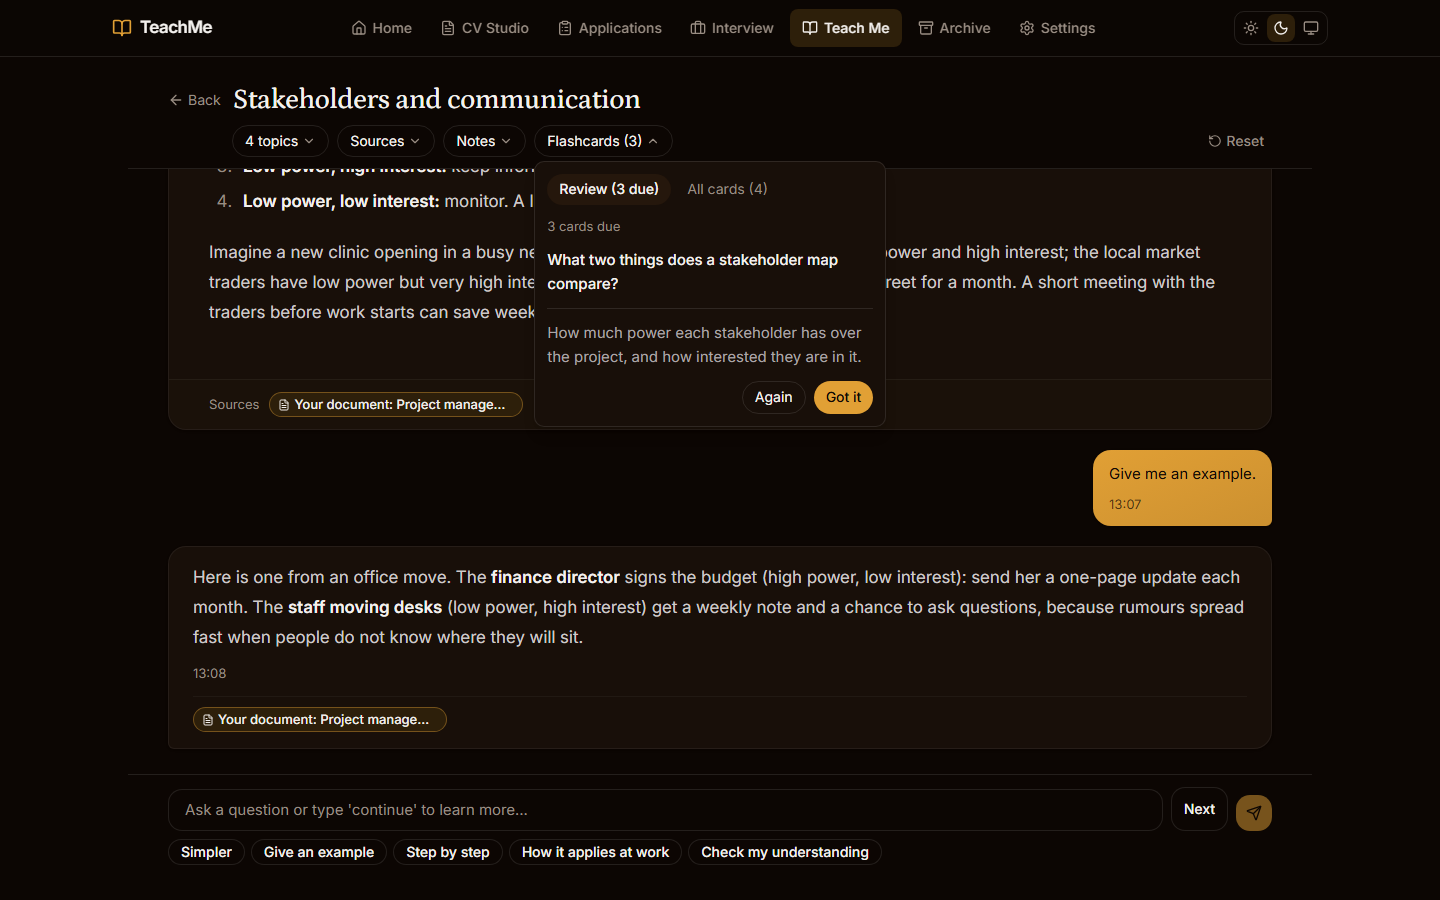 TeachMe
Home
CV Studio
Applications
Interview
Teach Me
Archive
Settings
Back
Stakeholders and communication
4 topics
Sources
Notes
Flashcards (3)
Reset
Low power, high interest:
4. Low power, low interest: monitor. A
Review (3 due)
All cards (4)
3 cards due
What two things does a stakeholder map
compare?
How much power each stakeholder has over
the project, and how interested they are in it.
Again
Got it
Imagine a new clinic opening in a busy
power and high interest; the local market
traders have low power but very high
for a month. A short meeting with the
traders before work starts can save
Sources
Your document: Project manage...
Give me an example.
13:07
Here is one from an office move. The finance director signs the budget (high power, low interest): send her a one-page update each
month. The staff moving desks (low power, high interest) get a weekly note and a chance to ask questions, because rumours spread
fast when people do not know where they will sit.
13:08
Your document: Project manage...
Ask a question or type 'continue' to learn more...
Next
Simpler
Give an example
Step by step
How it applies at work
Check my understanding